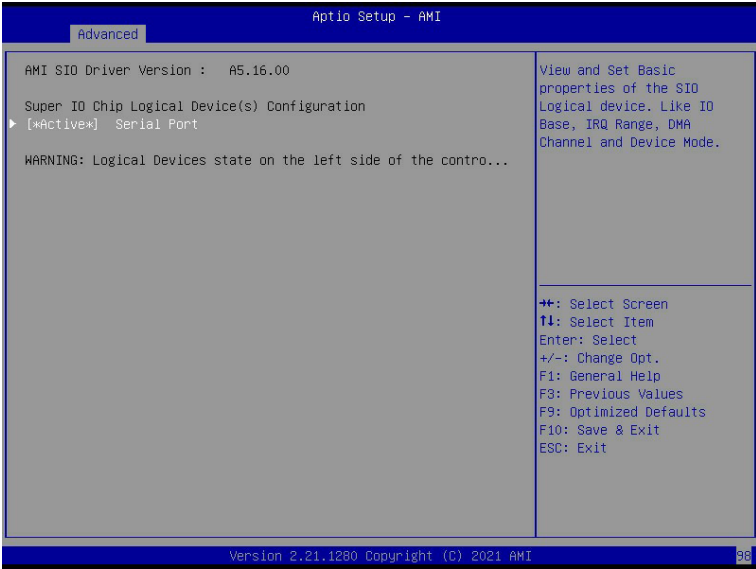 Aptio Setup – AMI
Advanced
AMI SIO Driver Version : A5.16.00
Super IO Chip Logical Device(s) Configuration
[*Active*] Serial Port
WARNING: Logical Devices state on the left side of the contro...
View and Set Basic
properties of the SIO
Logical device. Like IO
Base, IRQ Range, DMA
Channel and Device Mode.
→←: Select Screen
↑↓: Select Item
Enter: Select
+/-: Change Opt.
F1: General Help
F3: Previous Values
F9: Optimized Defaults
F10: Save & Exit
ESC: Exit
Version 2.21.1280 Copyright (C) 2021 AMI
98